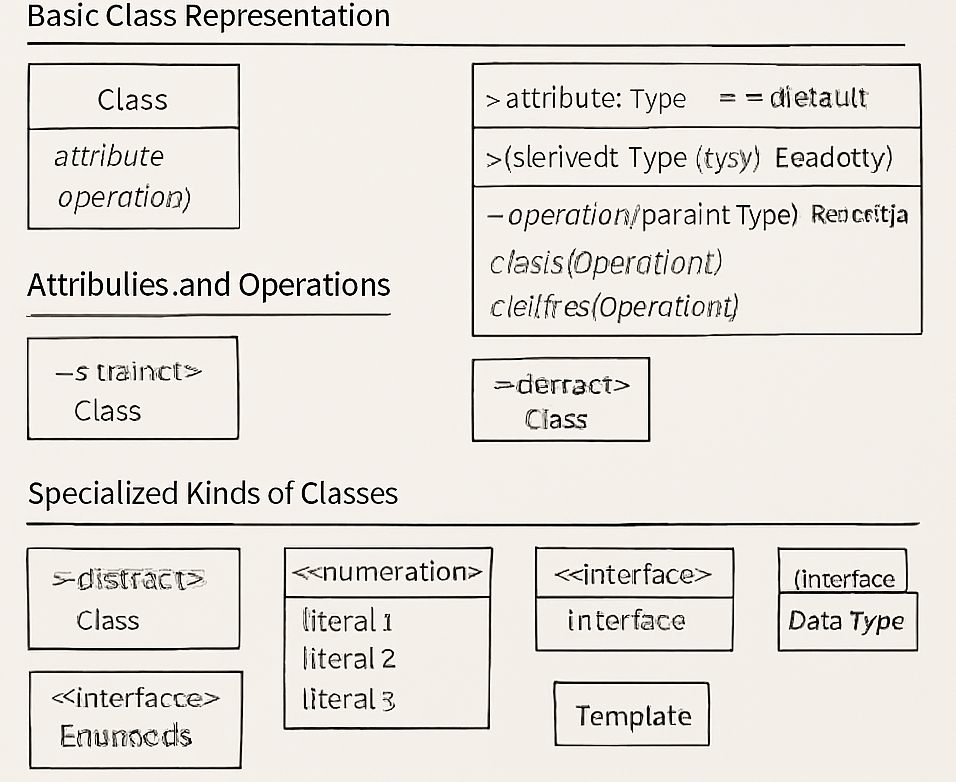 Basic Class Representation
Class
attribute
operation)
>attribute: Type = = dietault
>(slerivedt Type (tysy) Eeadotty)
–operation/paraint Type) Rencritja
clasis(Operationt)
cleilfres(Operationt)
Attribulies.and Operations
–s trainct>
Class
=derract>
Class
Specialized Kinds of Classes
>-distract>
Class
<<numeration>
literal 1
literal 2
literal 3
<<interface>
interface
(interface
Data Type
<<interfacce>
Enumocds
Template